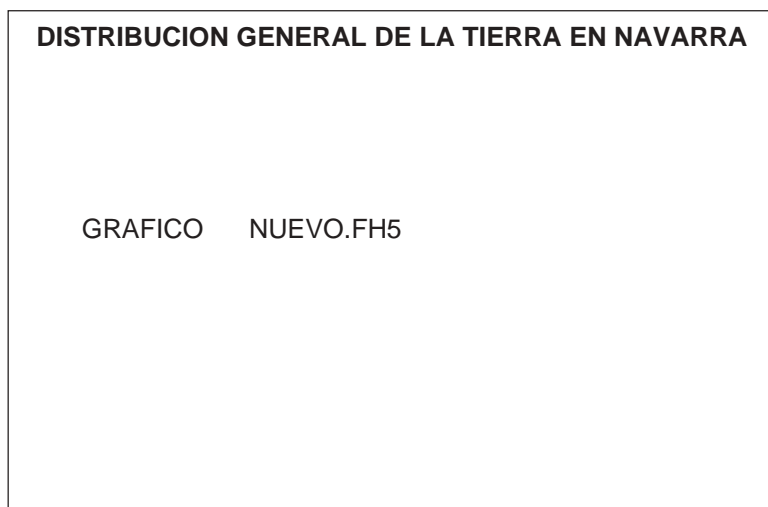 DISTRIBUCION GENERAL DE LA TIERRA EN NAVARRA
GRAFICO NUEVO.FH5